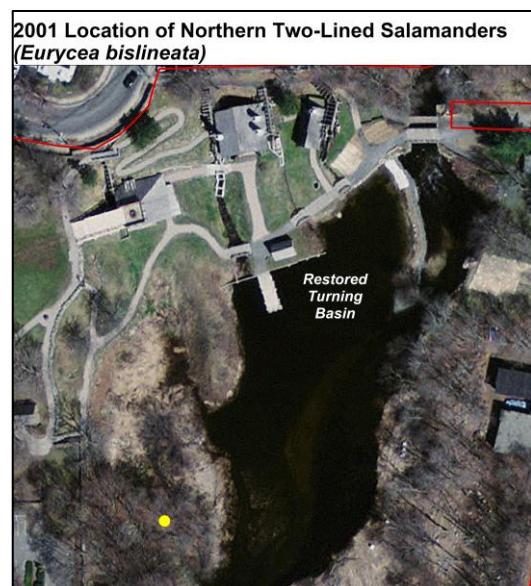 2001 Location of Northern Two-Lined Salamanders
(Eurycea bislineata)
Restored
Turning
Basin